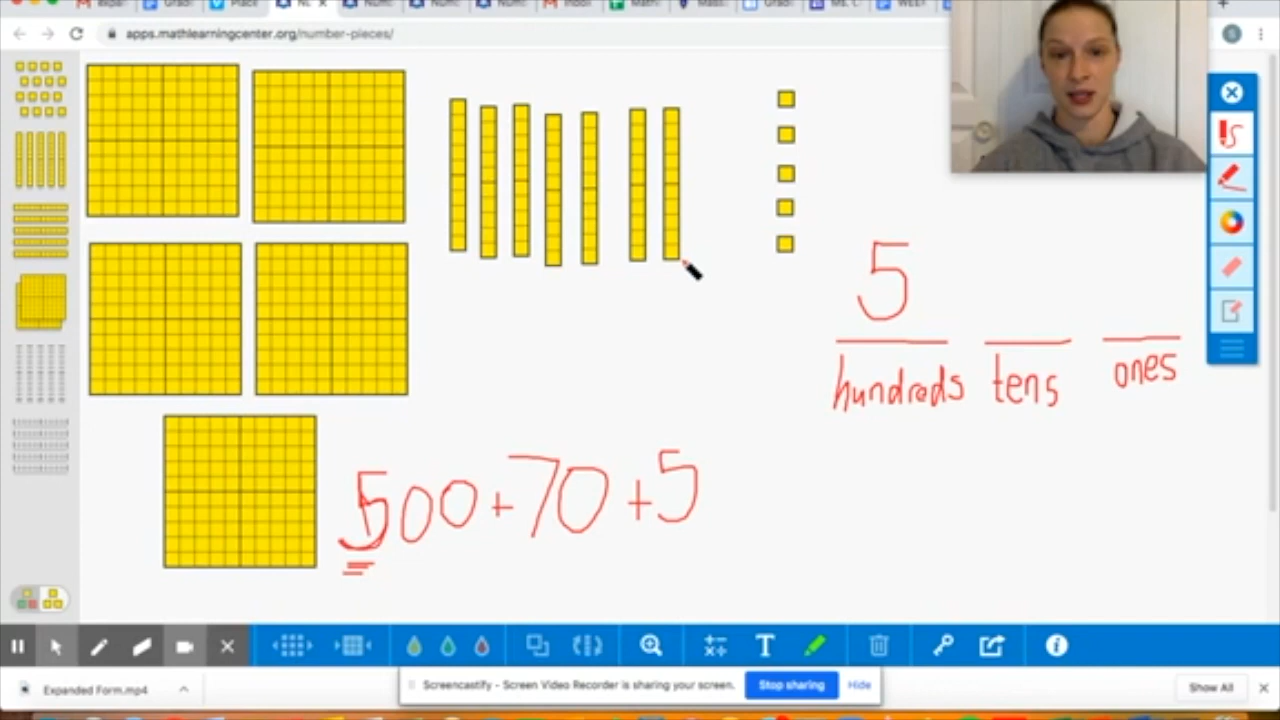 apps.mathlearningcenter.org/number-pieces/
5
hundreds tens ones
500+70+5
T
Expanded Form.mp4
Screencastify - Screen Video Recorder is sharing your screen.
Stop sharing
Hide
Show All